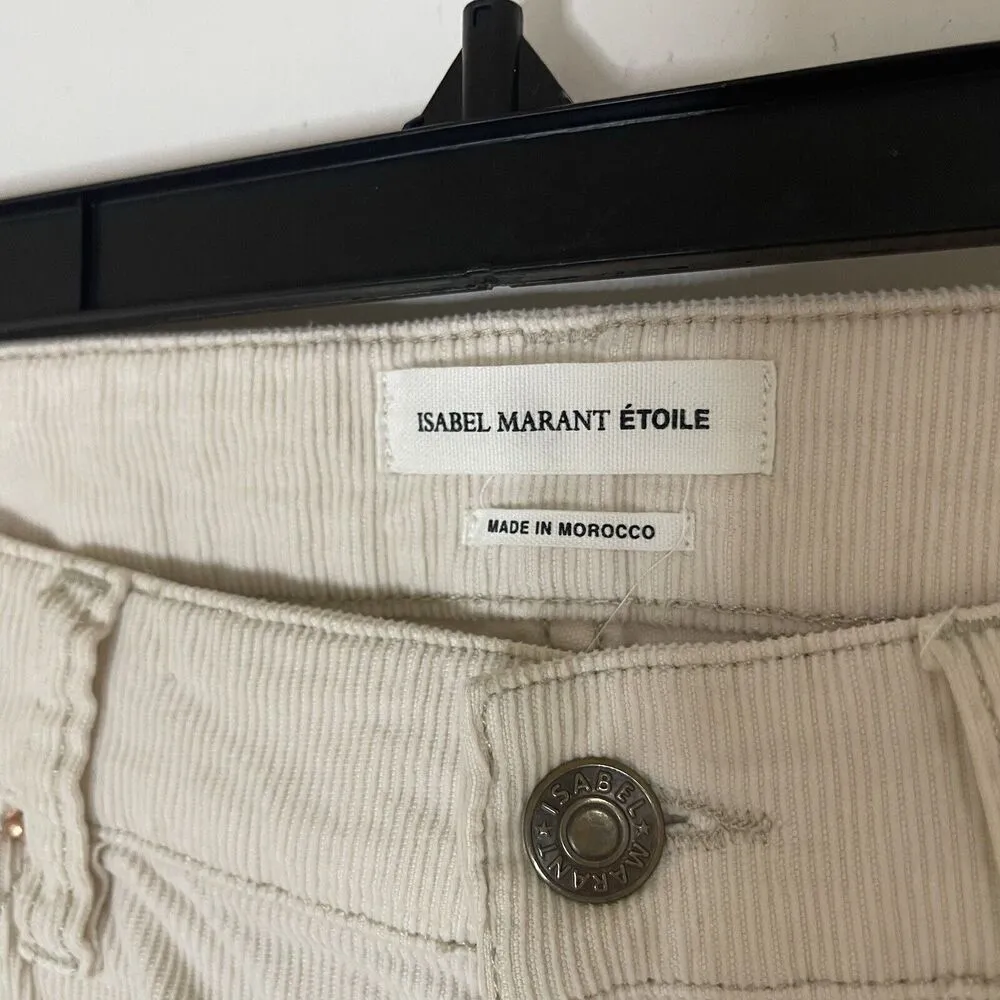 ISABEL MARANT ÉTOILE
MADE IN MOROCCO
ISABEL
MARANT